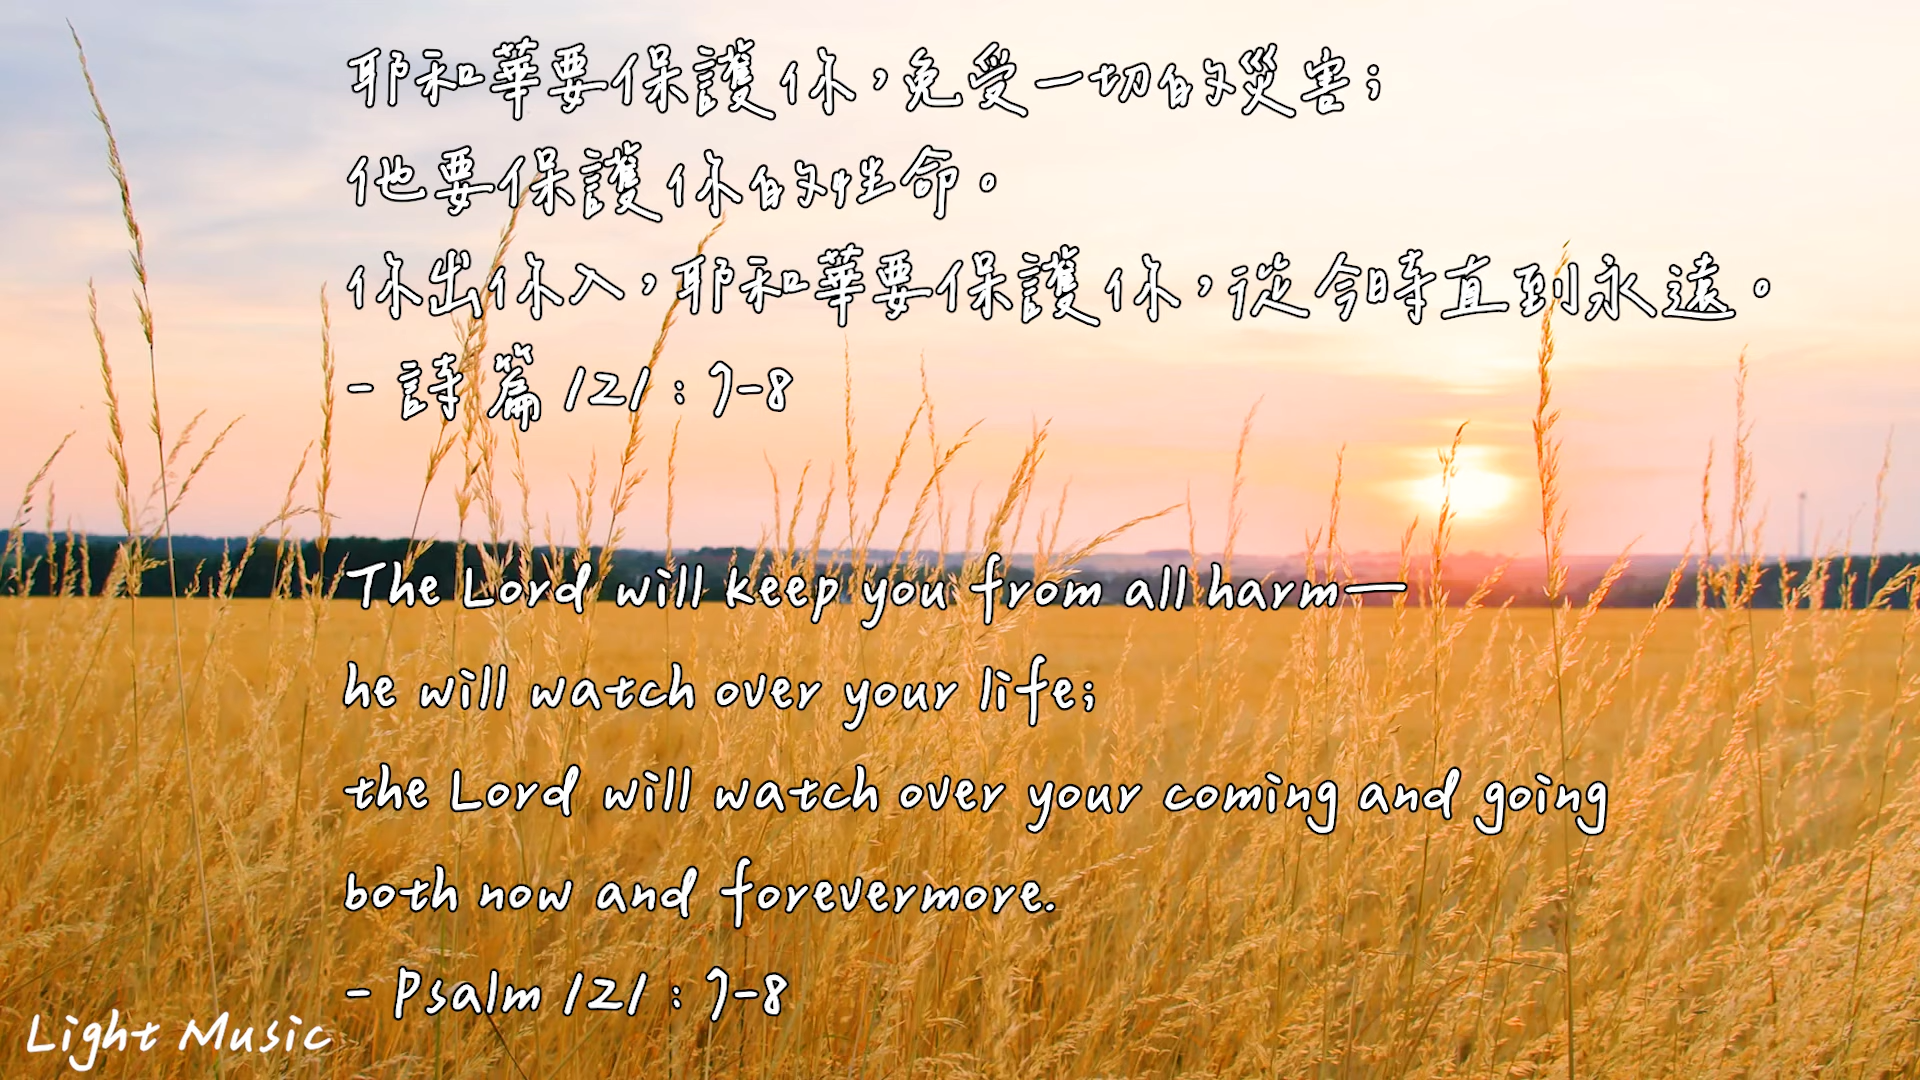 耶和華要保護你，免受一切的災害；
他要保護你的性命。
你出你入，耶和華要保護你，從今時直到永遠。
- 詩篇 121 : 7-8
The Lord will keep you from all harm—
he will watch over your life;
the Lord will watch over your coming and going
both now and forevermore.
- Psalm 121 : 7-8
Light Music